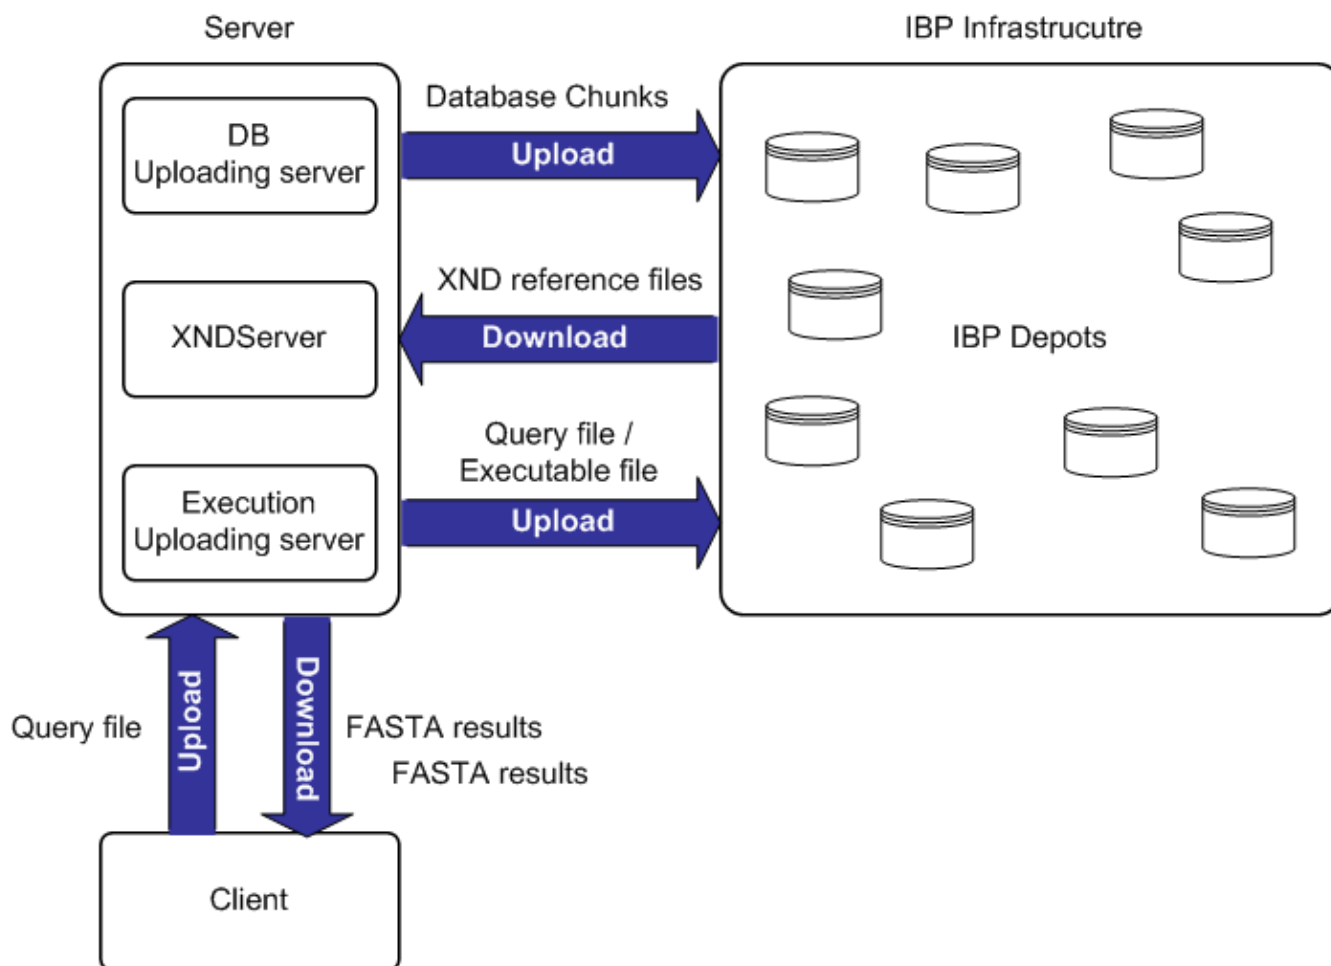 Server
IBP Infrastrucutre
DB
Uploading server
Database Chunks
Upload
XNDServer
XND reference files
Download
IBP Depots
Execution
Uploading server
Query file /
Executable file
Upload
Query file
Upload
Download
FASTA results
FASTA results
Client